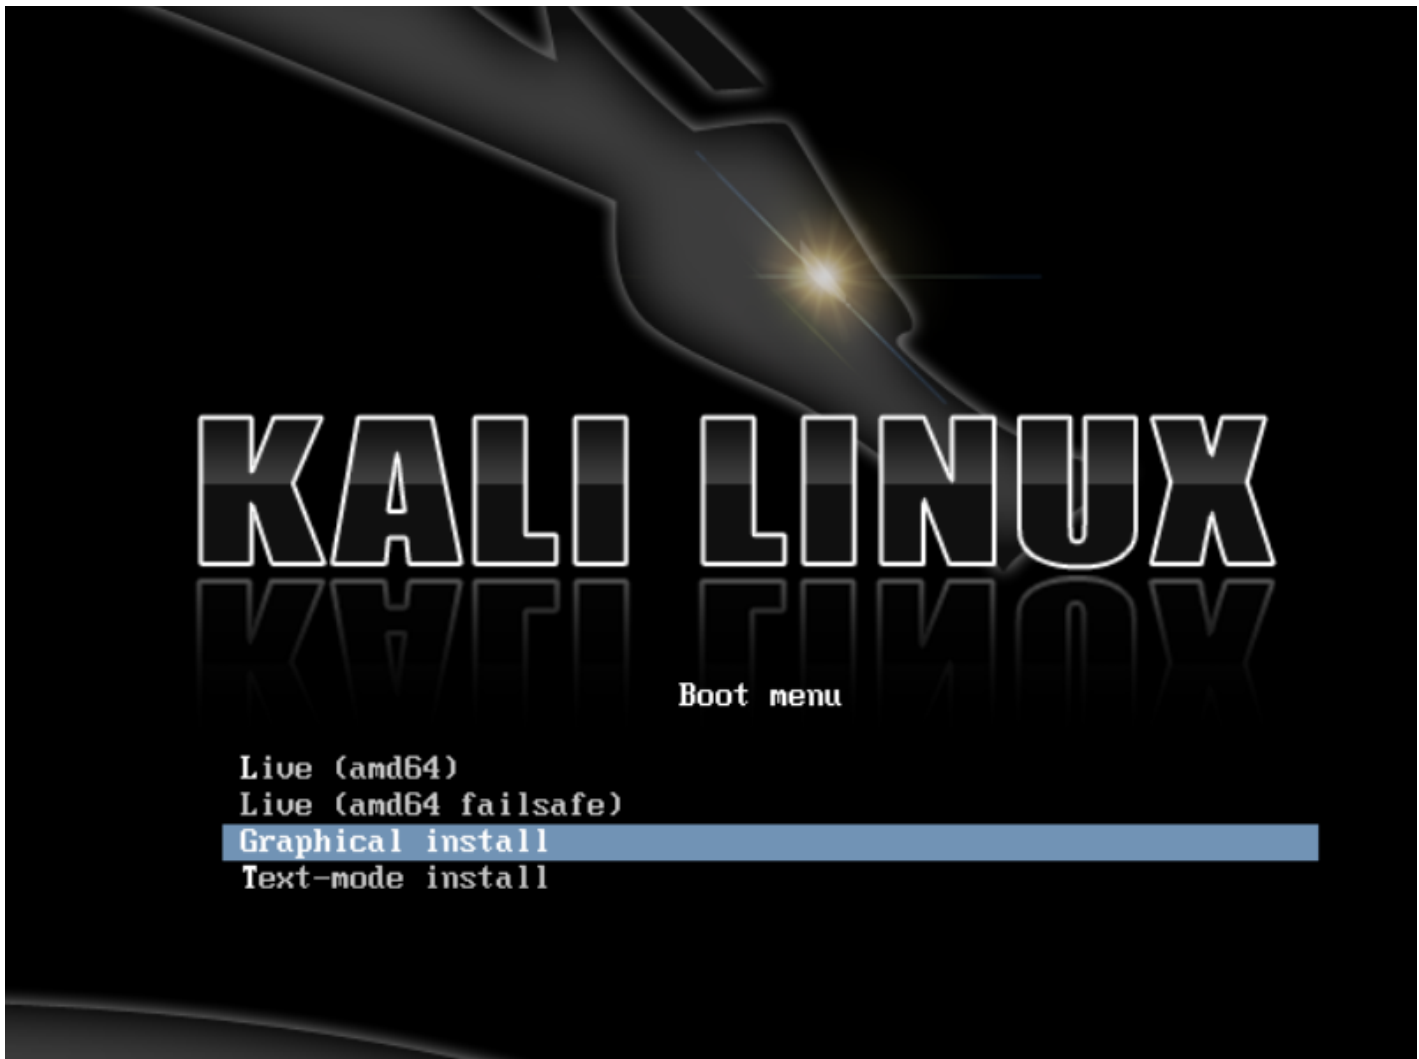 KALI LINUX
Boot menu
Live (amd64)
Live (amd64 failsafe)
Graphical install
Text-mode install